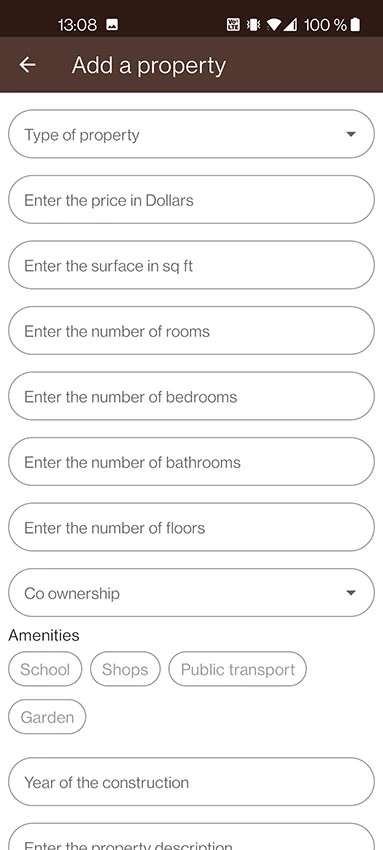 13:08 100 %
Add a property
Type of property
Enter the price in Dollars
Enter the surface in sq ft
Enter the number of rooms
Enter the number of bedrooms
Enter the number of bathrooms
Enter the number of floors
Co ownership
Amenities
School Shops Public transport
Garden
Year of the construction
Enter the property description